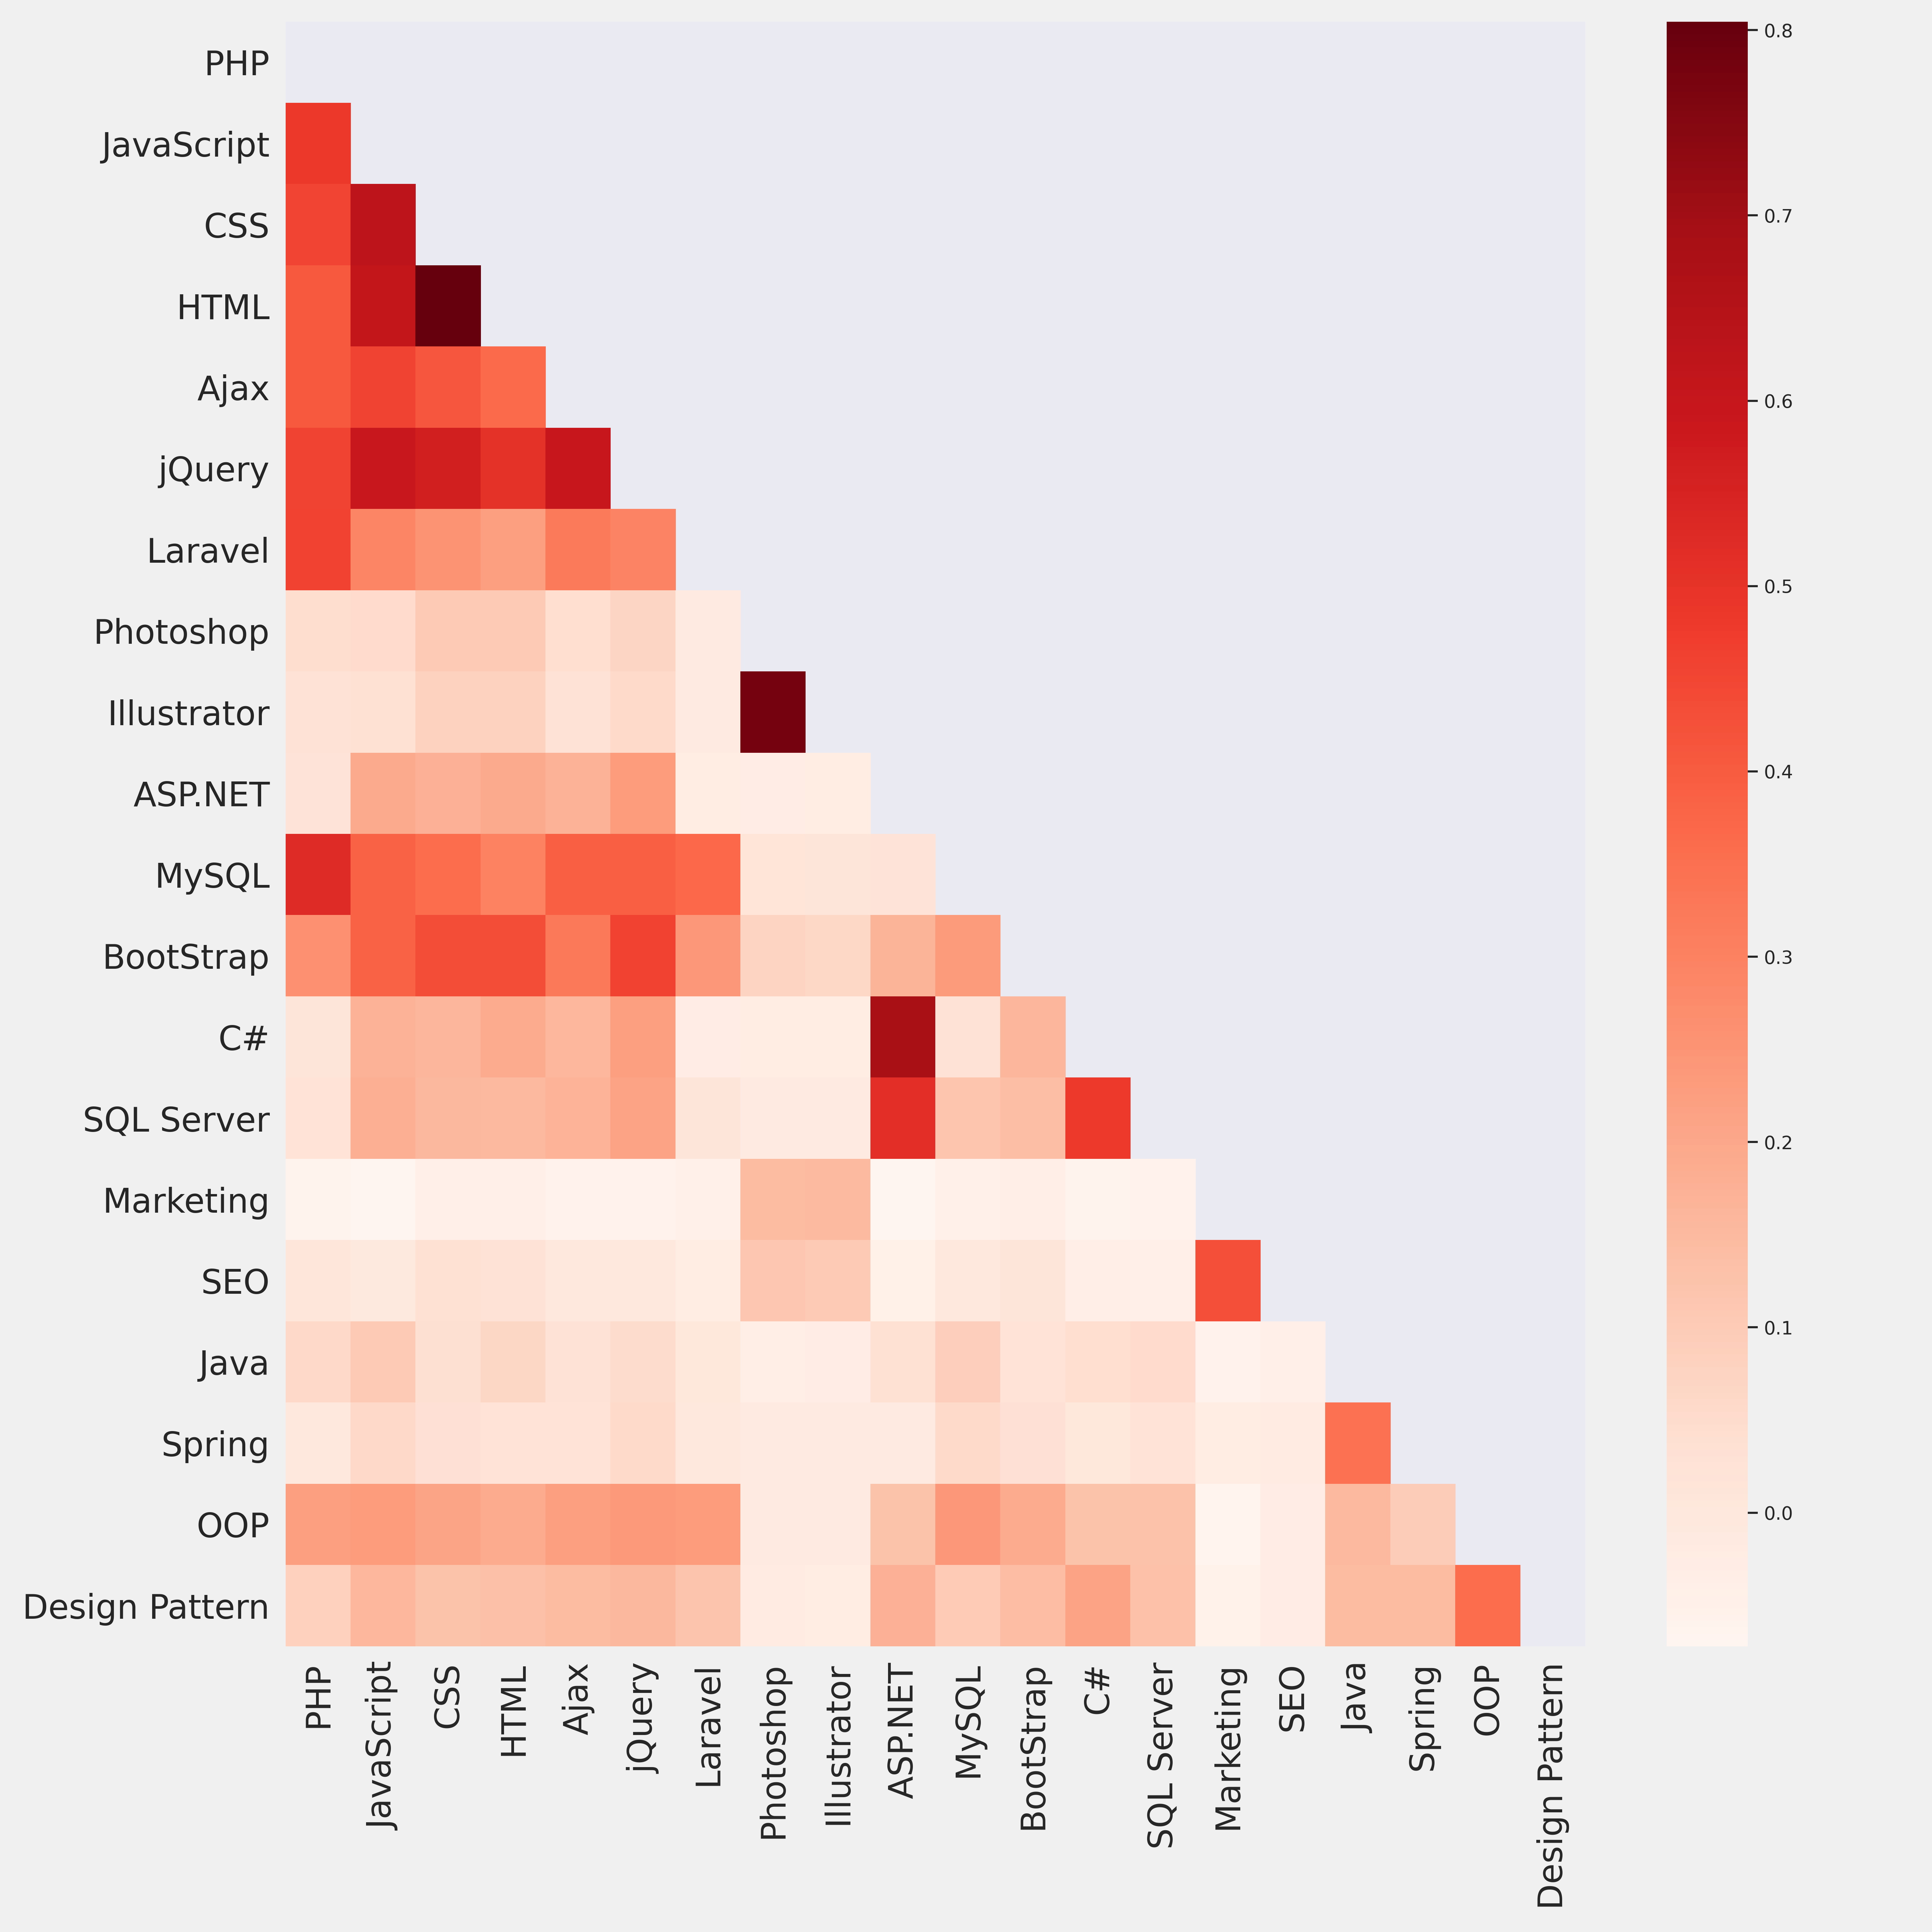 PHP
JavaScript
CSS
HTML
Ajax
jQuery
Laravel
Photoshop
Illustrator
ASP.NET
MySQL
BootStrap
C#
SQL Server
Marketing
SEO
Java
Spring
OOP
Design Pattern
PHP
JavaScript
CSS
HTML
Ajax
jQuery
Laravel
Photoshop
Illustrator
ASP.NET
MySQL
BootStrap
C#
SQL Server
Marketing
SEO
Java
Spring
OOP
Design Pattern
0.8
0.7
0.6
0.5
0.4
0.3
0.2
0.1
0.0